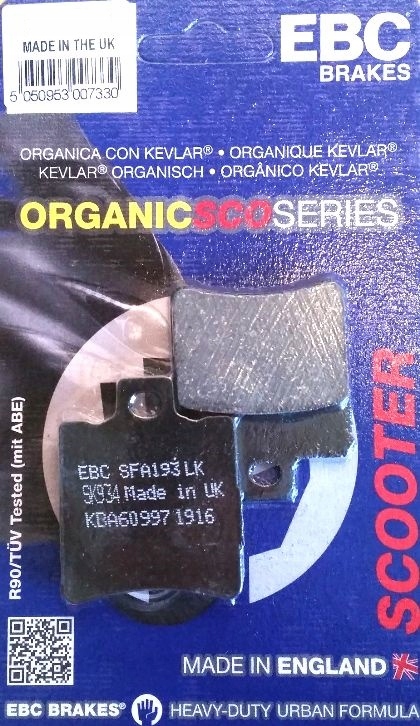 MADE IN THE UK
5 050953 007330
EBC
BRAKES
ORGANICA CON KEVLAR® • ORGANIQUE KEVLAR®
KEVLAR® ORGANISCH • ORGÂNICO KEVLAR®
ORGANICSCOSERIES
SCOOTER
R90/TÜV Tested (mit ABE)
EBC SFA193 LK
Made in UK
KBA60997 1916
MADE IN ENGLAND
EBC BRAKES® HEAVY-DUTY URBAN FORMULA